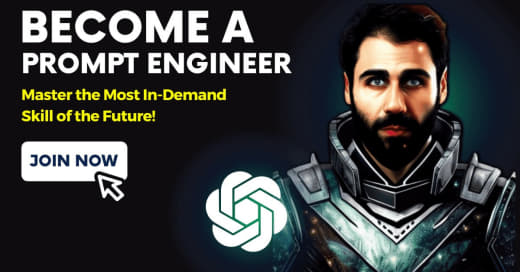 BECOME A
PROMPT ENGINEER
Master the Most In-Demand
Skill of the Future!
JOIN NOW